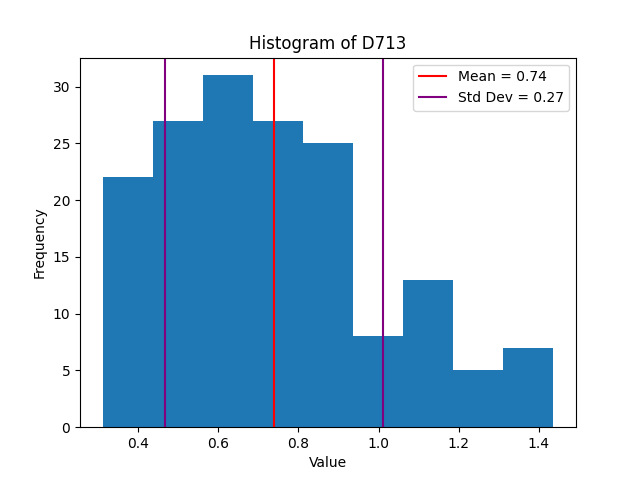 Histogram of D713
Mean = 0.74
Std Dev = 0.27
30
25
20
15
10
5
0
Frequency
0.4 0.6 0.8 1.0 1.2 1.4
Value